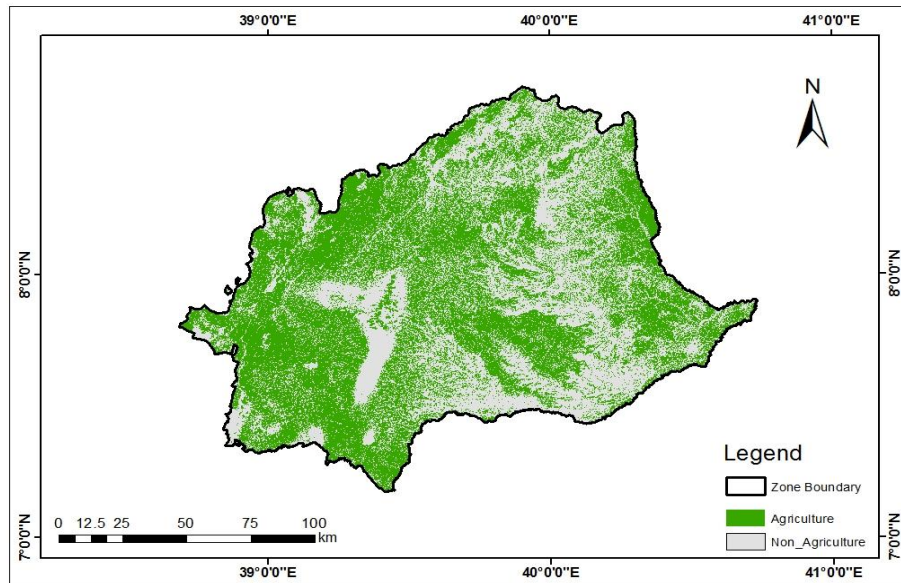 39°0'0"E 40°0'0"E 41°0'0"E
N
8°0'0"N 8°0'0"N
Legend
Zone Boundary
Agriculture
Non_Agriculture
0 12.5 25 50 75 100
km
7°0'0"N 7°0'0"N
39°0'0"E 40°0'0"E 41°0'0"E